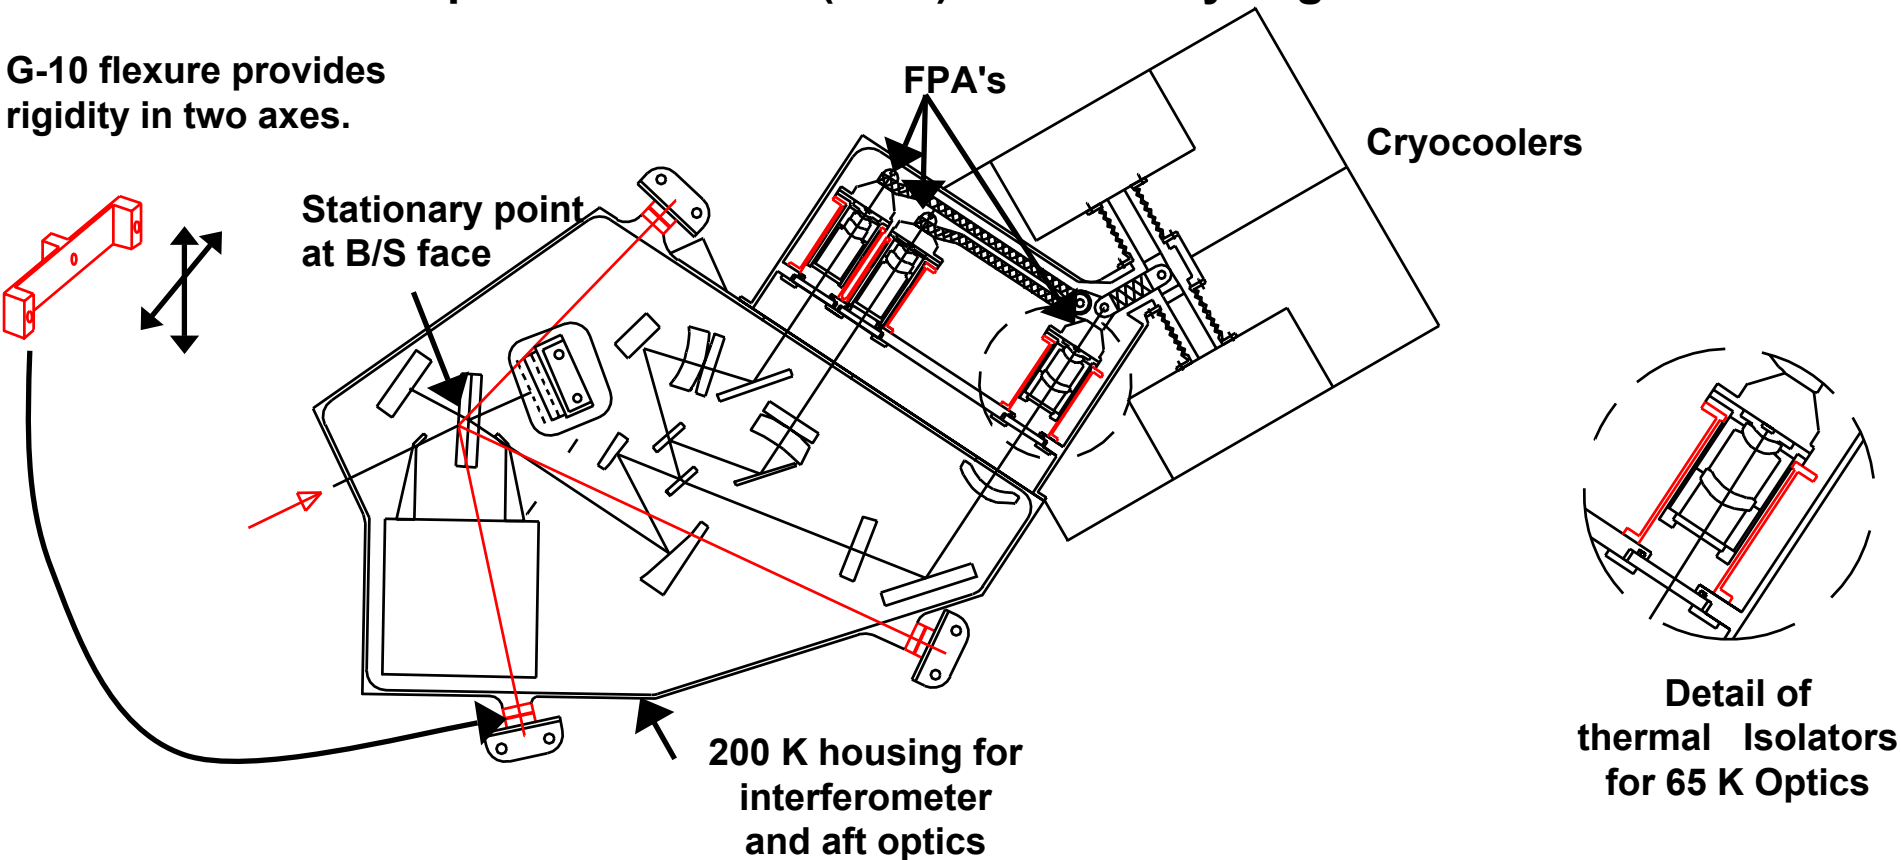 G-10 flexure provides
rigidity in two axes.
FPA's
Cryocoolers
Stationary point
at B/S face
200 K housing for
interferometer
and aft optics
Detail of
thermal Isolators
for 65 K Optics